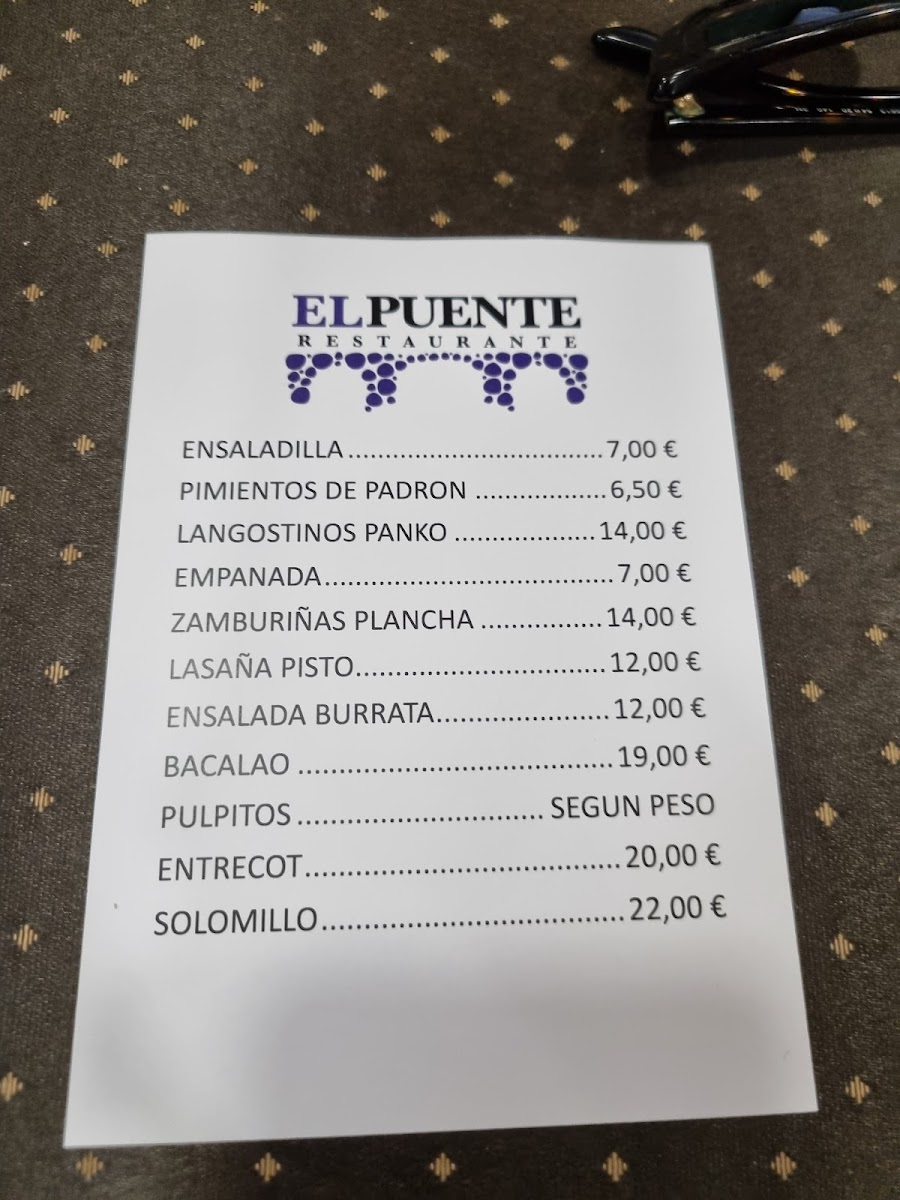 ELPUENTE
RESTAURANTE
ENSALADILLA...................................7,00 €
PIMIENTOS DE PADRON ..................6,50 €
LANGOSTINOS PANKO ...................14,00 €
EMPANADA.......................................7,00 €
ZAMBURIÑAS PLANCHA ................14,00 €
LASAÑA PISTO.................................12,00 €
ENSALADA BURRATA.......................12,00 €
BACALAO .........................................19,00 €
PULPITOS ................................ SEGUN PESO
ENTRECOT.........................................20,00 €
SOLOMILLO.......................................22,00 €